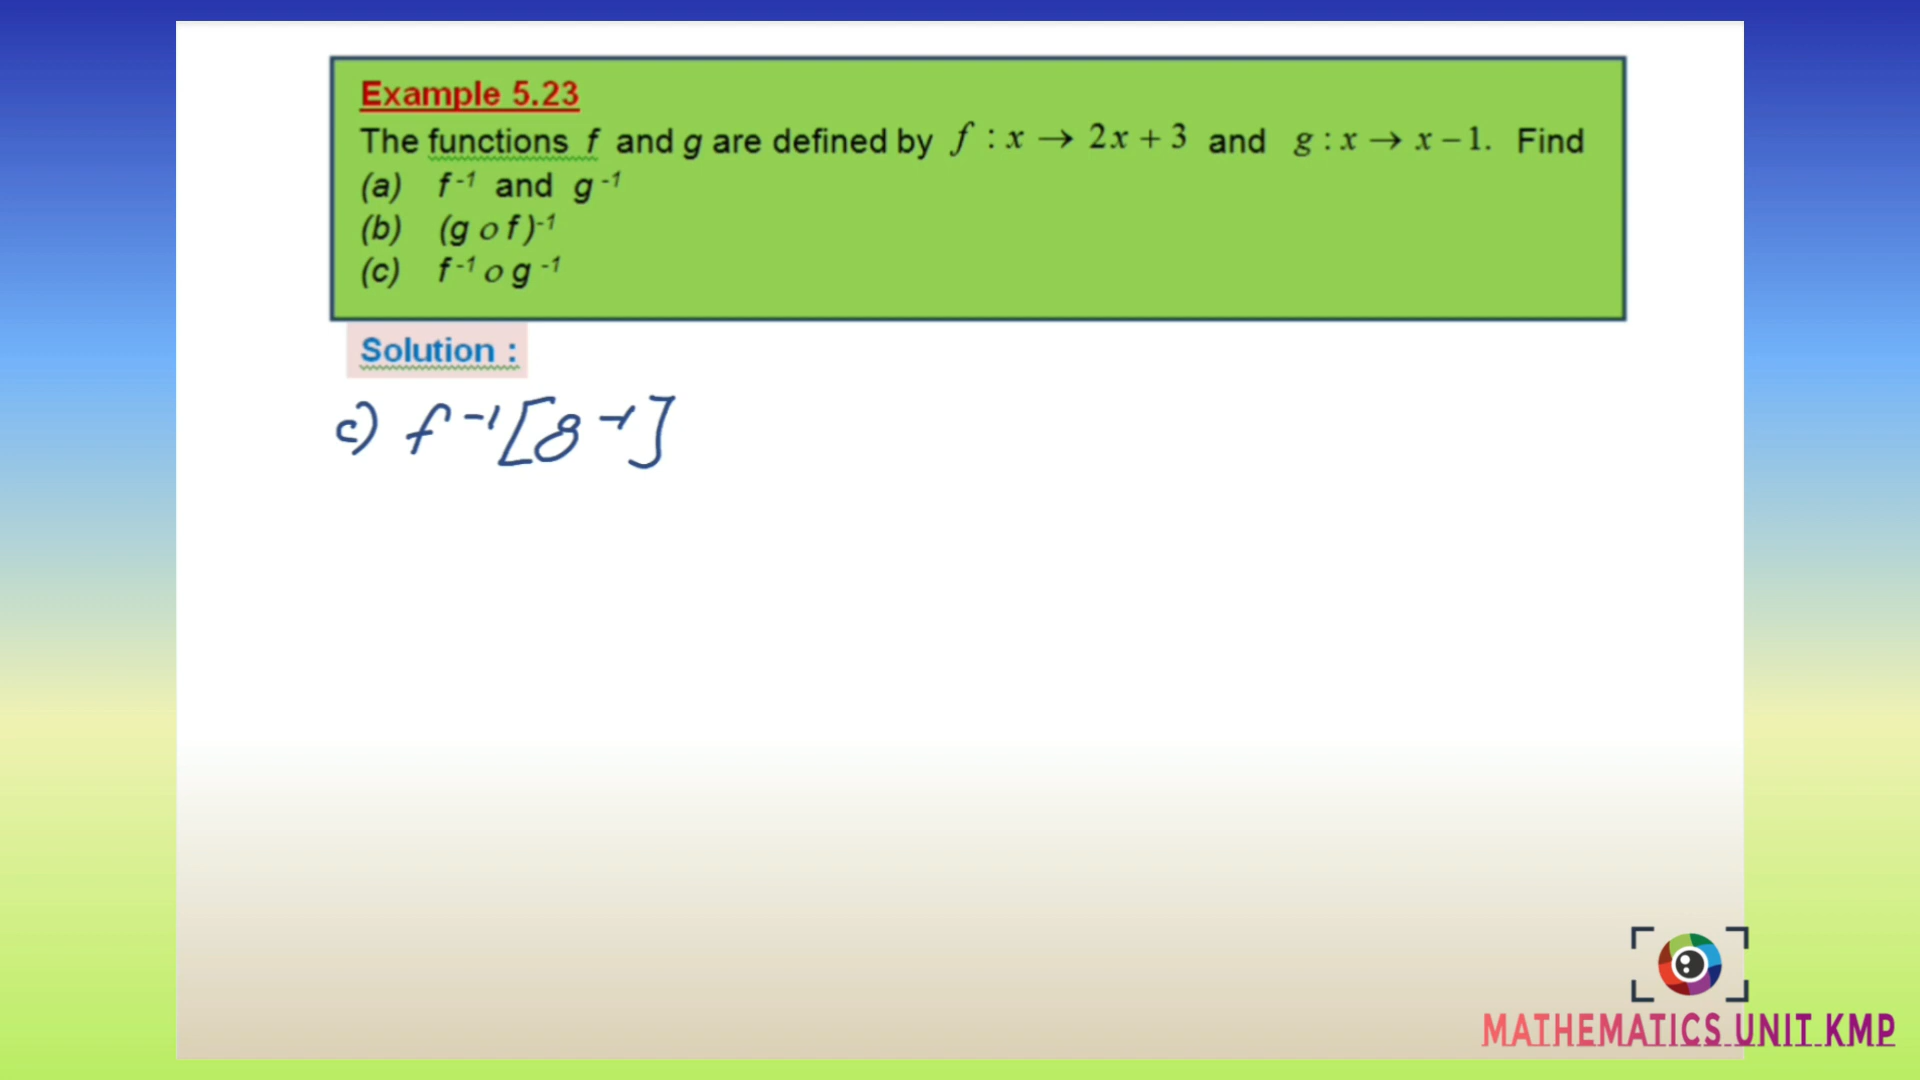 Example 5.23
The functions f and g are defined by f : x → 2x + 3 and g : x → x − 1. Find
(a) f⁻¹ and g⁻¹
(b) (g o f)⁻¹
(c) f⁻¹ o g⁻¹
Solution :
c) f⁻¹[g⁻¹]
MATHEMATICS UNIT KMP